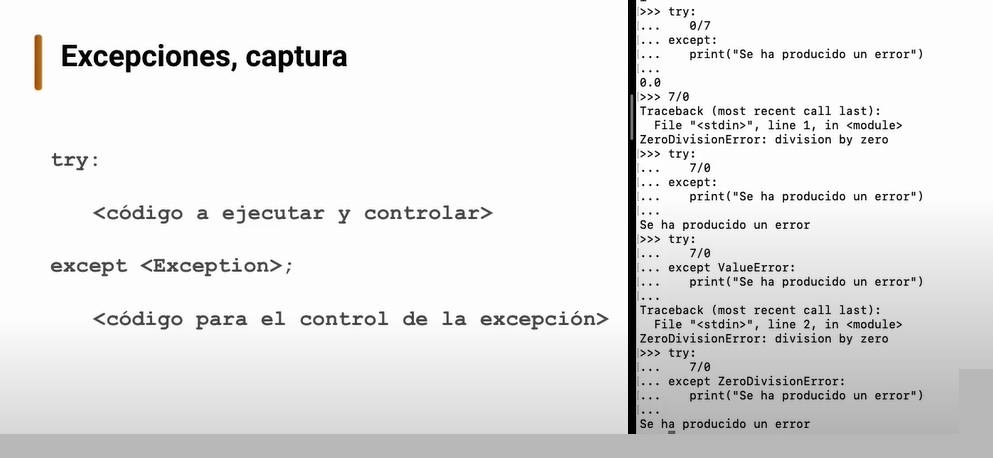 Excepciones, captura
try:
<código a ejecutar y controlar>
except <Exception>;
<código para el control de la excepción>
>>> try:
...    0/7
... except:
...    print("Se ha producido un error")
...
0.0
>>> 7/0
Traceback (most recent call last):
  File "<stdin>", line 1, in <module>
ZeroDivisionError: division by zero
>>> try:
...    7/0
... except:
...    print("Se ha producido un error")
...
Se ha producido un error
>>> try:
...    7/0
... except ValueError:
...    print("Se ha producido un error")
...
Traceback (most recent call last):
  File "<stdin>", line 2, in <module>
ZeroDivisionError: division by zero
>>> try:
...    7/0
... except ZeroDivisionError:
...    print("Se ha producido un error")
...
Se ha producido un error